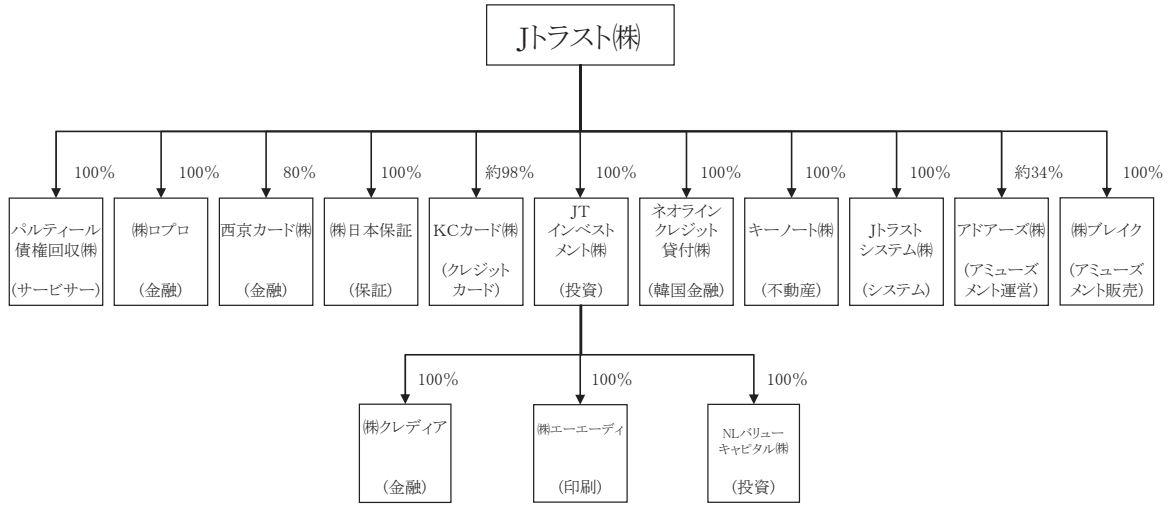 Jトラスト㈱
100%
100%
80%
100%
約98%
100%
100%
100%
100%
約34%
100%
パルティール
債権回収㈱
(サービサー)
㈱ロプロ
(金融)
西京カード㈱
(金融)
㈱日本保証
(保証)
KCカード㈱
(クレジット
カード)
JT
インベスト
メント㈱
(投資)
ネオライン
クレジット
貸付㈱
(韓国金融)
キーノート㈱
(不動産)
Jトラスト
システム㈱
(システム)
アドアーズ㈱
(アミューズ
メント運営)
㈱ブレイク
(アミューズ
メント販売)
100%
100%
100%
㈱クレディア
(金融)
㈱エーエーディ
(印刷)
NLバリュー
キャピタル㈱
(投資)